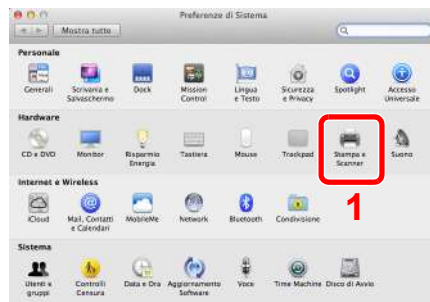 Preferenze di Sistema
Mostra tutte
Personale
Generali Scrivania e Salvaschermo Dock Mission Control Lingua e Testo Sicurezza e Privacy Spotlight Accesso Universale
Hardware
CD e DVD Monitor Risparmio Energia Tastiera Mouse Trackpad Stampa e Scanner Suono
1
Internet e Wireless
iCloud Mail, Contatti e Calendari MobileMe Network Bluetooth Condivisione
Sistema
Utenti e gruppi Controlli Censura Data e Ora Aggiornamento Software Voce Time Machine Disco di Avvio